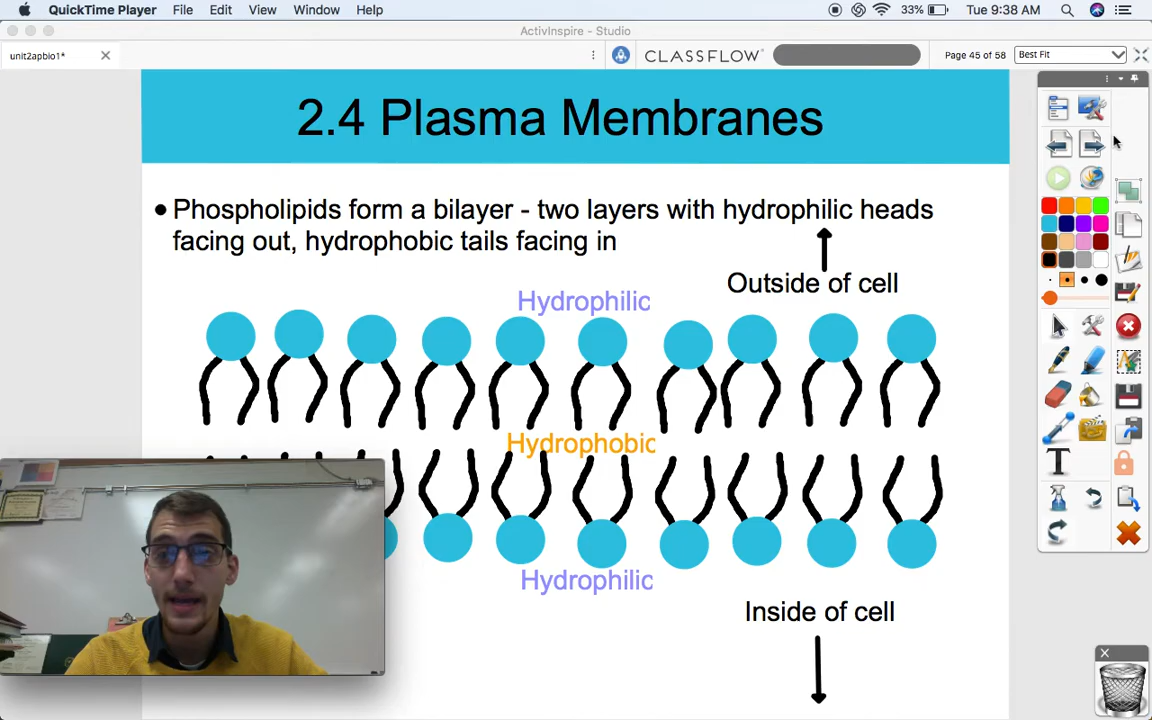 QuickTime Player File Edit View Window Help 33% Tue 9:38 AM
ActivInspire - Studio
unit2apbio1* CLASSFLOW Page 45 of 58 Best Fit
2.4 Plasma Membranes
• Phospholipids form a bilayer - two layers with hydrophilic heads
facing out, hydrophobic tails facing in
Outside of cell
Hydrophilic
Hydrophobic
Hydrophilic
Inside of cell